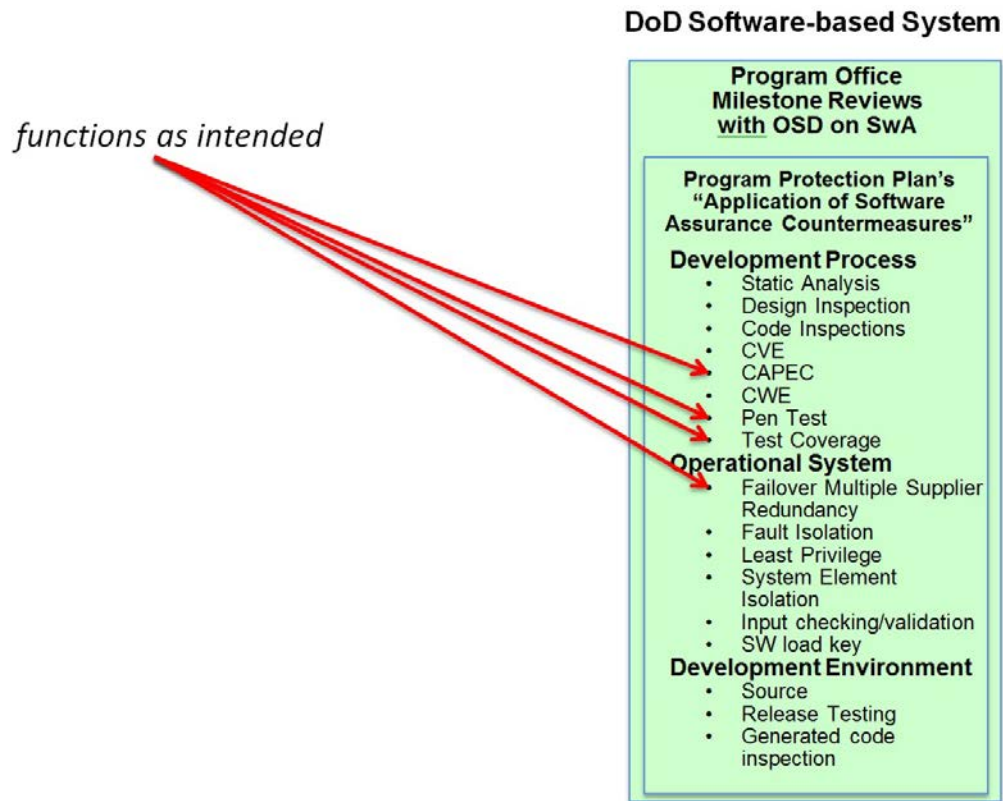 DoD Software-based System
Program Office
Milestone Reviews
with OSD on SwA
functions as intended
Program Protection Plan's
“Application of Software
Assurance Countermeasures”
Development Process
• Static Analysis
• Design Inspection
• Code Inspections
• CVE
• CAPEC
• CWE
• Pen Test
• Test Coverage
Operational System
• Failover Multiple Supplier
Redundancy
• Fault Isolation
• Least Privilege
• System Element
Isolation
• Input checking/validation
• SW load key
Development Environment
• Source
• Release Testing
• Generated code
inspection